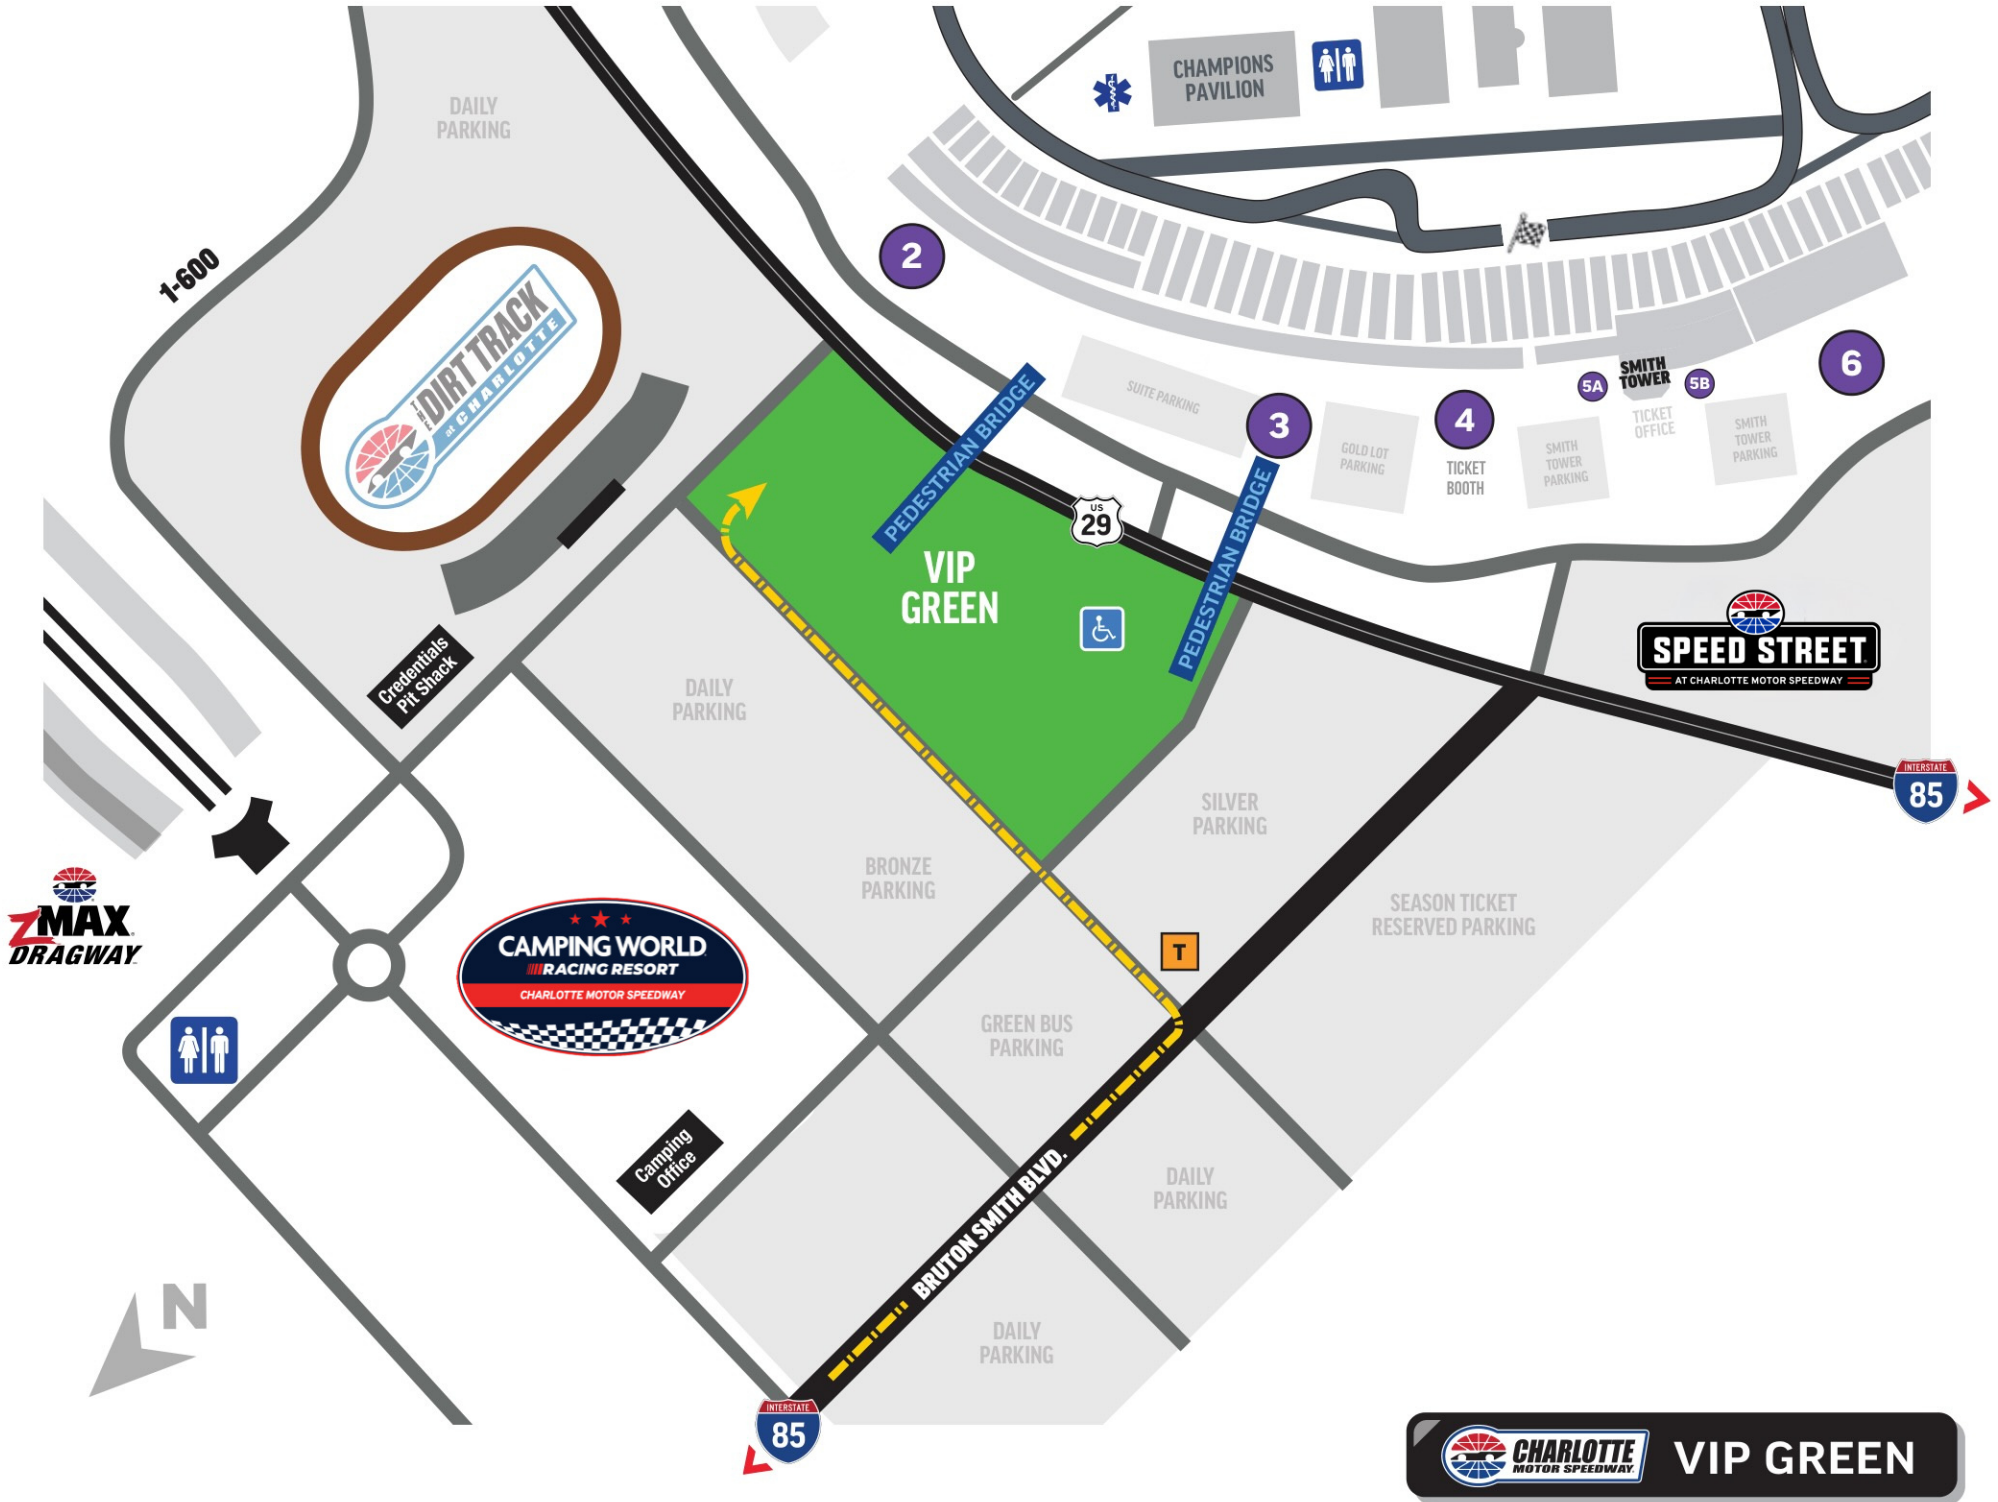 CHAMPIONS
PAVILION
DAILY
PARKING
1-600
2
THE DIRT TRACK
at CHARLOTTE
PEDESTRIAN BRIDGE
SUITE PARKING
3
GOLD LOT
PARKING
4
TICKET
BOOTH
5A
SMITH
TOWER
5B
6
TICKET
OFFICE
SMITH
TOWER
PARKING
SMITH
TOWER
PARKING
US
29
PEDESTRIAN BRIDGE
VIP
GREEN
SPEED STREET
AT CHARLOTTE MOTOR SPEEDWAY
Credentials
Pit Shack
DAILY
PARKING
INTERSTATE
85
SILVER
PARKING
BRONZE
PARKING
SEASON TICKET
RESERVED PARKING
ZMAX
DRAGWAY
CAMPING WORLD
RACING RESORT
CHARLOTTE MOTOR SPEEDWAY
T
GREEN BUS
PARKING
Camping
Office
DAILY
PARKING
BRUTON SMITH BLVD.
N
DAILY
PARKING
INTERSTATE
85
CHARLOTTE
MOTOR SPEEDWAY
VIP GREEN